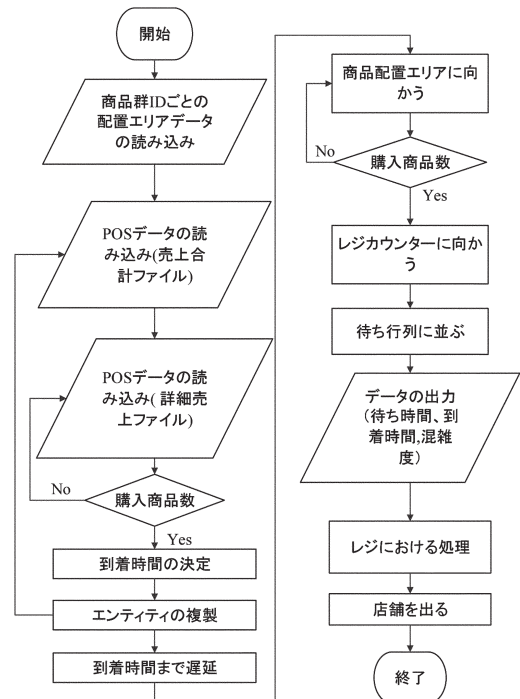 開始
商品群IDごとの
配置エリアデータ
の読み込み
POSデータの読
み込み(売上合
計ファイル)
POSデータの読
み込み( 詳細売
上ファイル)
No
購入商品数
Yes
到着時間の決定
エンティティの複製
到着時間まで遅延
商品配置エリアに向
かう
No
購入商品数
Yes
レジカウンターに向か
う
待ち行列に並ぶ
データの出力
(待ち時間、到
着時間,混雑
度)
レジにおける処理
店舗を出る
終了